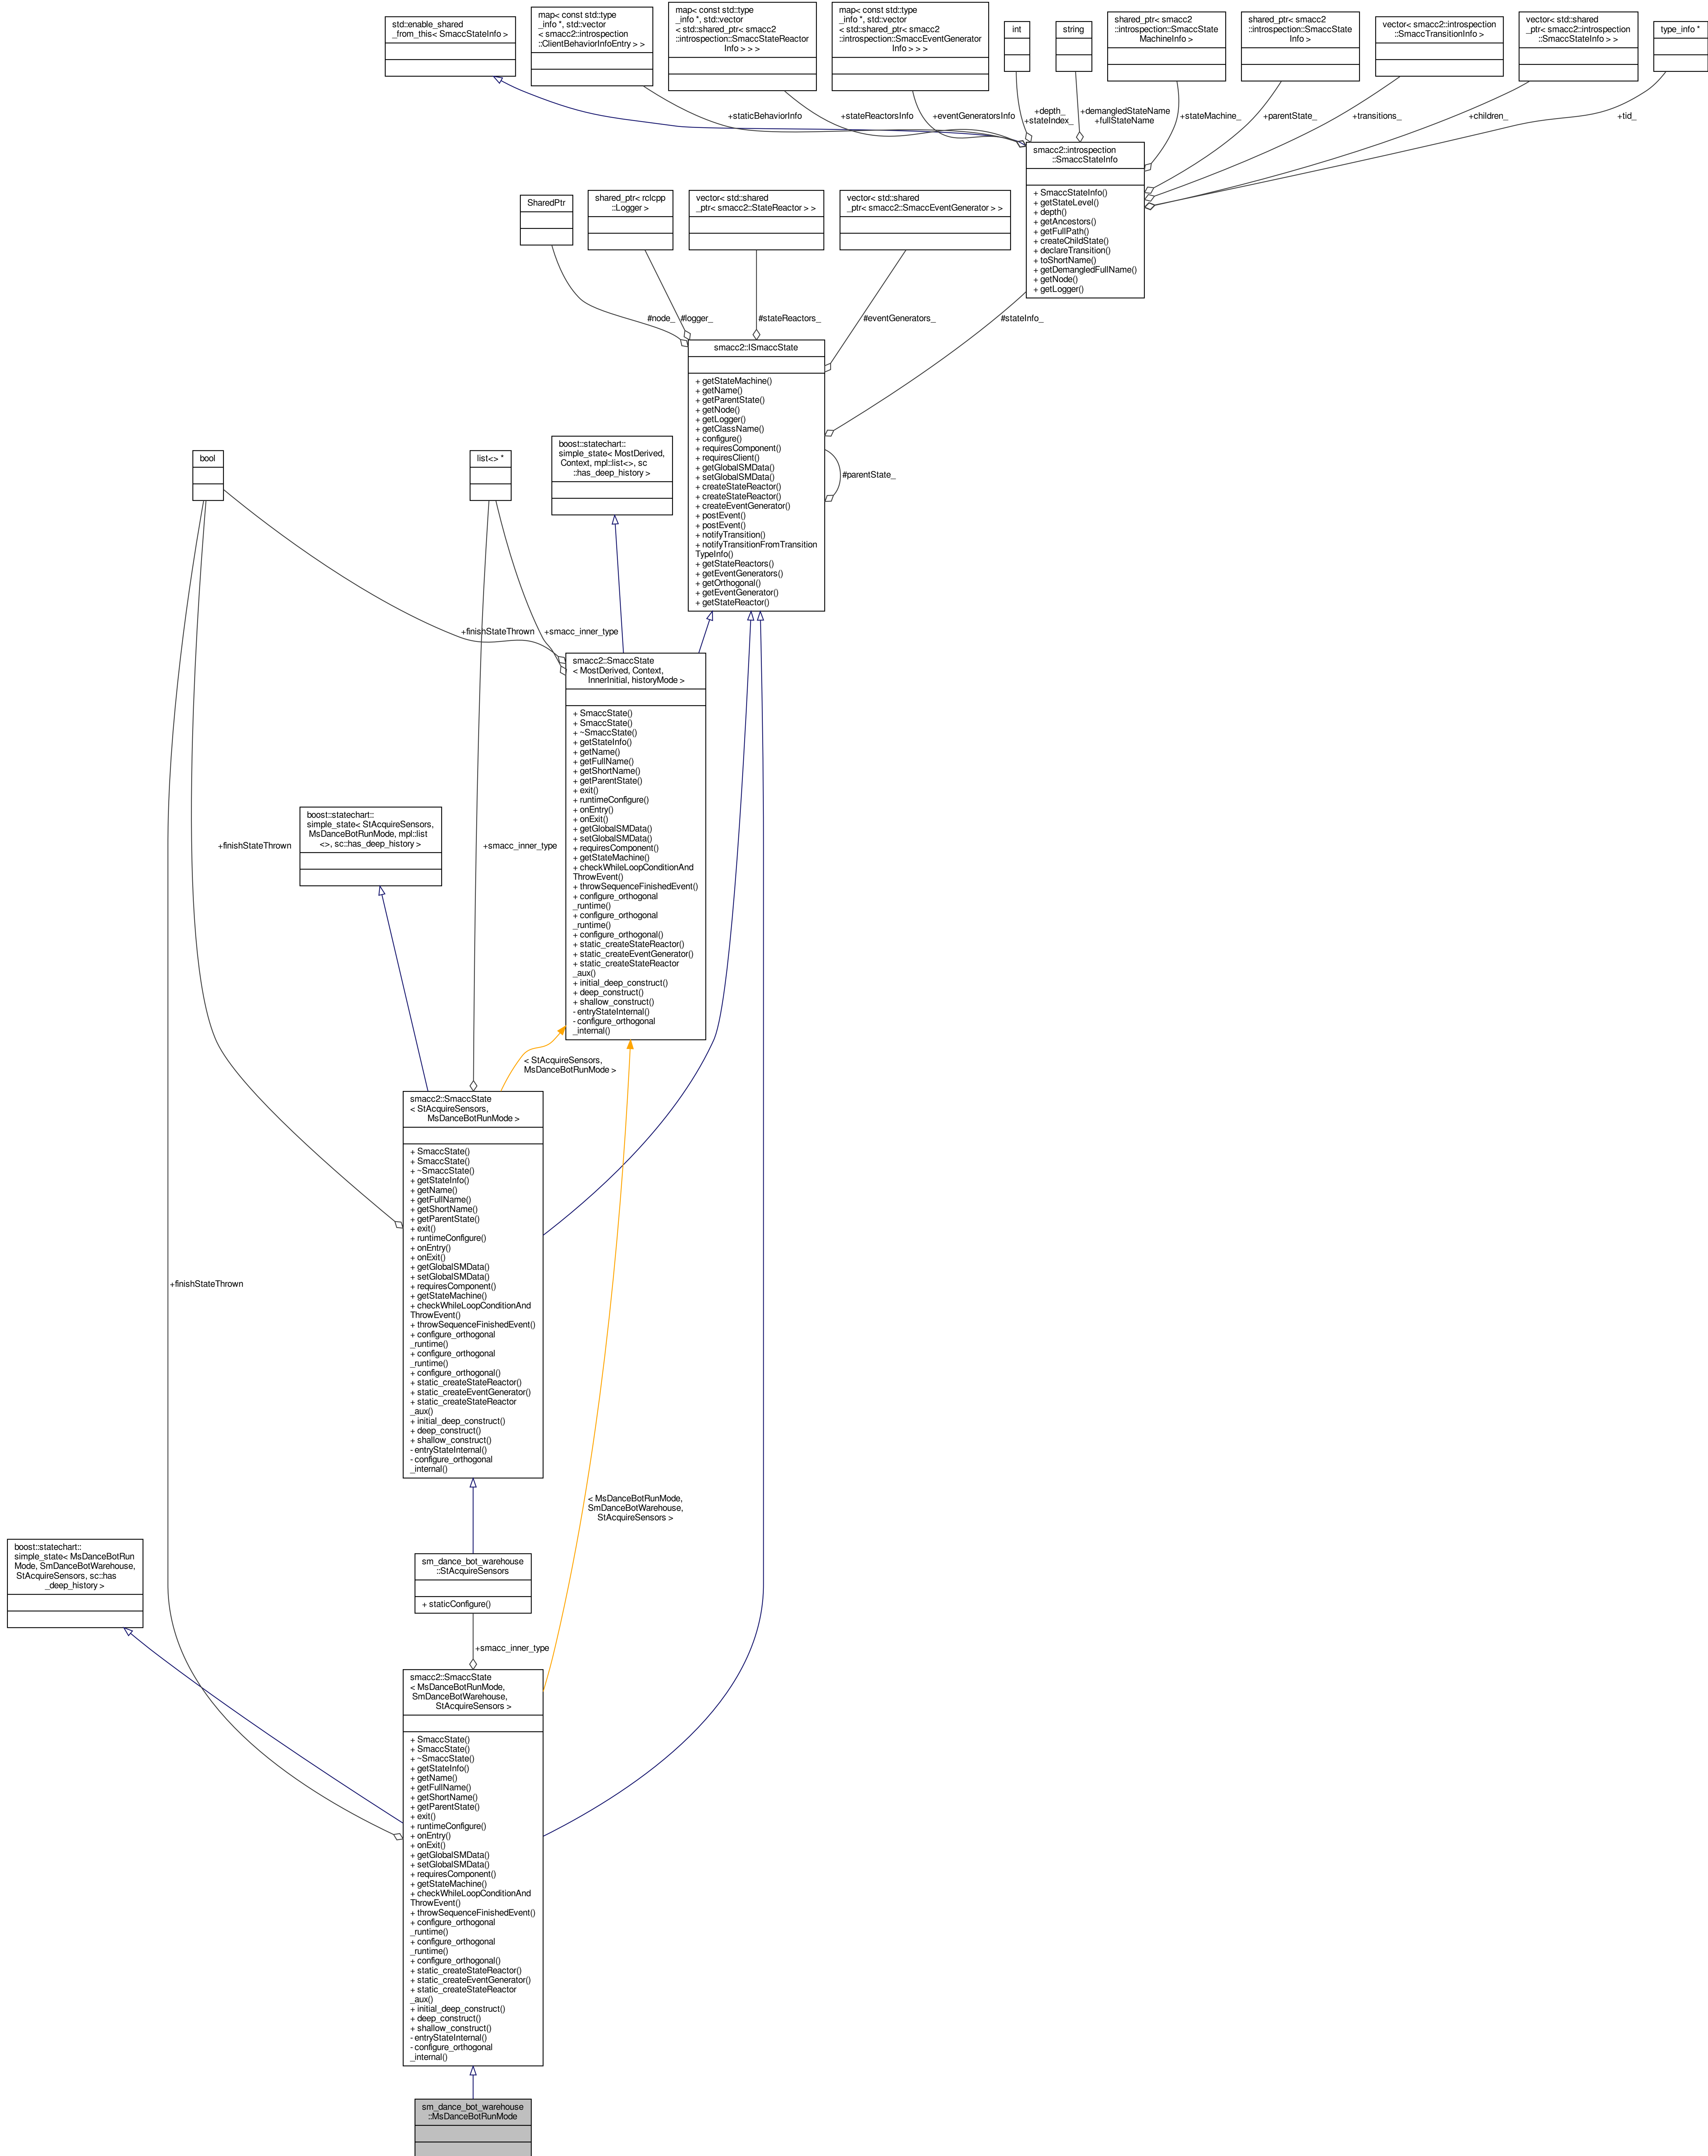 std::enable_shared
_from_this< SmaccStateInfo >
map< const std::type
_info *, std::vector
< smacc2::introspection
::ClientBehaviorInfoEntry > >
map< const std::type
_info *, std::vector
< std::shared_ptr< smacc2
::introspection::SmaccStateReactor
Info > > >
map< const std::type
_info *, std::vector
< std::shared_ptr< smacc2
::introspection::SmaccEventGenerator
Info > > >
int
string
shared_ptr< smacc2
::introspection::SmaccState
MachineInfo >
shared_ptr< smacc2
::introspection::SmaccState
Info >
vector< smacc2::introspection
::SmaccTransitionInfo >
vector< std::shared
_ptr< smacc2::introspection
::SmaccStateInfo > >
type_info *
+staticBehaviorInfo
+stateReactorsInfo
+eventGeneratorsInfo
+depth_
+stateIndex_
+demangledStateName
+fullStateName
+stateMachine_
+parentState_
+transitions_
+children_
+tid_
smacc2::introspection
::SmaccStateInfo
+ SmaccStateInfo()
+ getStateLevel()
+ depth()
+ getAncestors()
+ getFullPath()
+ createChildState()
+ declareTransition()
+ toShortName()
+ getDemangledFullName()
+ getNode()
+ getLogger()
SharedPtr
shared_ptr< rclcpp
::Logger >
vector< std::shared
_ptr< smacc2::StateReactor > >
vector< std::shared
_ptr< smacc2::SmaccEventGenerator > >
#node_
#logger_
#stateReactors_
#eventGenerators_
#stateInfo_
smacc2::ISmaccState
+ getStateMachine()
+ getName()
+ getParentState()
+ getNode()
+ getLogger()
+ getClassName()
+ configure()
+ requiresComponent()
+ requiresClient()
+ getGlobalSMData()
+ setGlobalSMData()
+ createStateReactor()
+ createStateReactor()
+ createEventGenerator()
+ postEvent()
+ postEvent()
+ notifyTransition()
+ notifyTransitionFromTransition
TypeInfo()
+ getStateReactors()
+ getEventGenerators()
+ getOrthogonal()
+ getEventGenerator()
+ getStateReactor()
#parentState_
bool
list<> *
boost::statechart::
simple_state< MostDerived,
Context, mpl::list<>, sc
::has_deep_history >
+finishStateThrown
+smacc_inner_type
smacc2::SmaccState
< MostDerived, Context,
InnerInitial, historyMode >
+ SmaccState()
+ SmaccState()
+ ~SmaccState()
+ getStateInfo()
+ getName()
+ getFullName()
+ getShortName()
+ getParentState()
+ exit()
+ runtimeConfigure()
+ onEntry()
+ onExit()
+ getGlobalSMData()
+ setGlobalSMData()
+ requiresComponent()
+ getStateMachine()
+ checkWhileLoopConditionAnd
ThrowEvent()
+ throwSequenceFinishedEvent()
+ configure_orthogonal
_runtime()
+ configure_orthogonal
_runtime()
+ configure_orthogonal()
+ static_createStateReactor()
+ static_createEventGenerator()
+ static_createStateReactor
_aux()
+ initial_deep_construct()
+ deep_construct()
+ shallow_construct()
- entryStateInternal()
- configure_orthogonal
_internal()
boost::statechart::
simple_state< StAcquireSensors,
MsDanceBotRunMode, mpl::list
<>, sc::has_deep_history >
+finishStateThrown
+smacc_inner_type
< StAcquireSensors,
MsDanceBotRunMode >
smacc2::SmaccState
< StAcquireSensors,
MsDanceBotRunMode >
+ SmaccState()
+ SmaccState()
+ ~SmaccState()
+ getStateInfo()
+ getName()
+ getFullName()
+ getShortName()
+ getParentState()
+ exit()
+ runtimeConfigure()
+ onEntry()
+ onExit()
+ getGlobalSMData()
+ setGlobalSMData()
+ requiresComponent()
+ getStateMachine()
+ checkWhileLoopConditionAnd
ThrowEvent()
+ throwSequenceFinishedEvent()
+ configure_orthogonal
_runtime()
+ configure_orthogonal
_runtime()
+ configure_orthogonal()
+ static_createStateReactor()
+ static_createEventGenerator()
+ static_createStateReactor
_aux()
+ initial_deep_construct()
+ deep_construct()
+ shallow_construct()
- entryStateInternal()
- configure_orthogonal
_internal()
+finishStateThrown
< MsDanceBotRunMode,
SmDanceBotWarehouse,
StAcquireSensors >
boost::statechart::
simple_state< MsDanceBotRun
Mode, SmDanceBotWarehouse,
StAcquireSensors, sc::has
_deep_history >
sm_dance_bot_warehouse
::StAcquireSensors
+ staticConfigure()
+smacc_inner_type
smacc2::SmaccState
< MsDanceBotRunMode,
SmDanceBotWarehouse,
StAcquireSensors >
+ SmaccState()
+ SmaccState()
+ ~SmaccState()
+ getStateInfo()
+ getName()
+ getFullName()
+ getShortName()
+ getParentState()
+ exit()
+ runtimeConfigure()
+ onEntry()
+ onExit()
+ getGlobalSMData()
+ setGlobalSMData()
+ requiresComponent()
+ getStateMachine()
+ checkWhileLoopConditionAnd
ThrowEvent()
+ throwSequenceFinishedEvent()
+ configure_orthogonal
_runtime()
+ configure_orthogonal
_runtime()
+ configure_orthogonal()
+ static_createStateReactor()
+ static_createEventGenerator()
+ static_createStateReactor
_aux()
+ initial_deep_construct()
+ deep_construct()
+ shallow_construct()
- entryStateInternal()
- configure_orthogonal
_internal()
sm_dance_bot_warehouse
::MsDanceBotRunMode